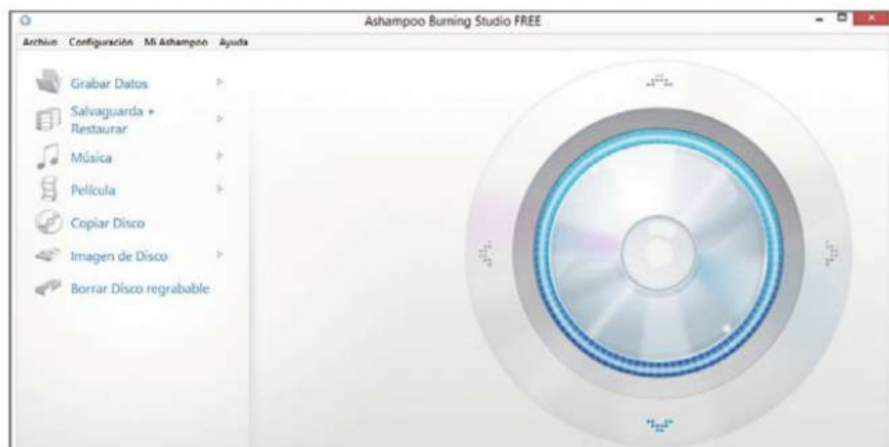 Ashampoo Burning Studio FREE
Archivo Configuración Mi Ashampoo Ayuda
Grabar Datos
Salvaguarda +
Restaurar
Música
Película
Copiar Disco
Imagen de Disco
Borrar Disco regrabable